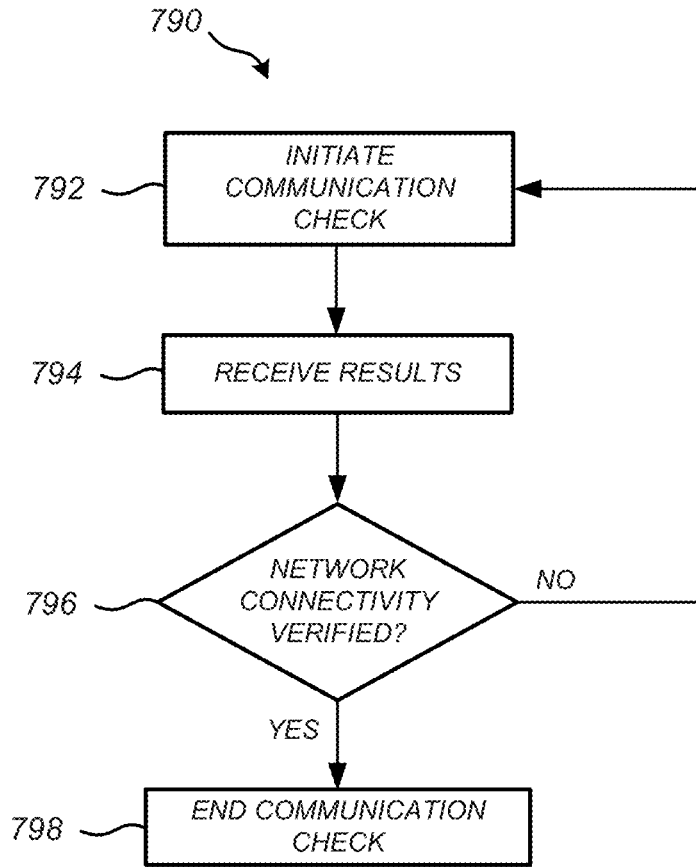 790
792
INITIATE
COMMUNICATION
CHECK
794
RECEIVE RESULTS
796
NETWORK
CONNECTIVITY
VERIFIED?
NO
YES
798
END COMMUNICATION
CHECK